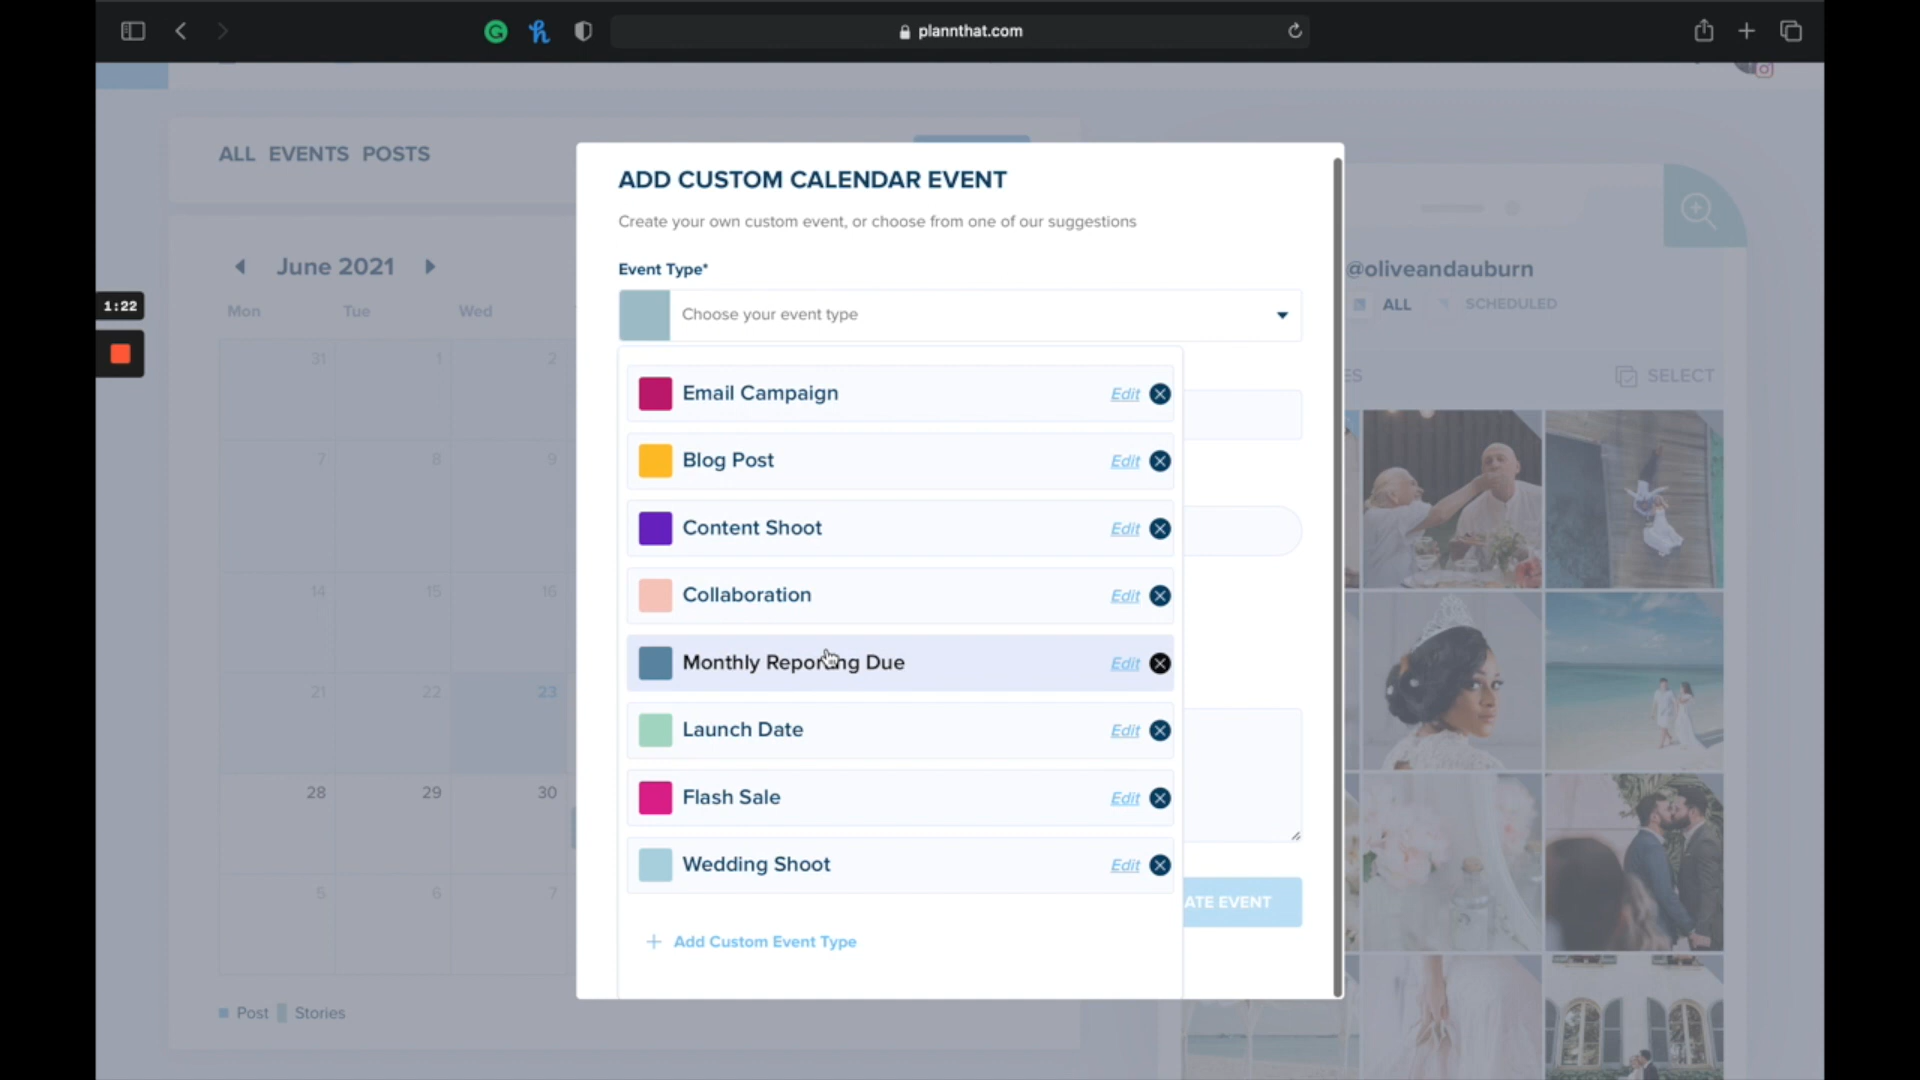 plannthat.com
ALL EVENTS POSTS
ADD CUSTOM CALENDAR EVENT
Create your own custom event, or choose from one of our suggestions
Event Type*
Choose your event type
June 2021
Mon Tue Wed
1:22
31 1 2
7 8 9
14 15 16
21 22 23
28 29 30
5 6 7
Post Stories
Email Campaign Edit
Blog Post Edit
Content Shoot Edit
Collaboration Edit
Monthly Reporting Due Edit
Launch Date Edit
Flash Sale Edit
Wedding Shoot Edit
+ Add Custom Event Type
ATE EVENT
@oliveandauburn
ALL SCHEDULED
ES SELECT